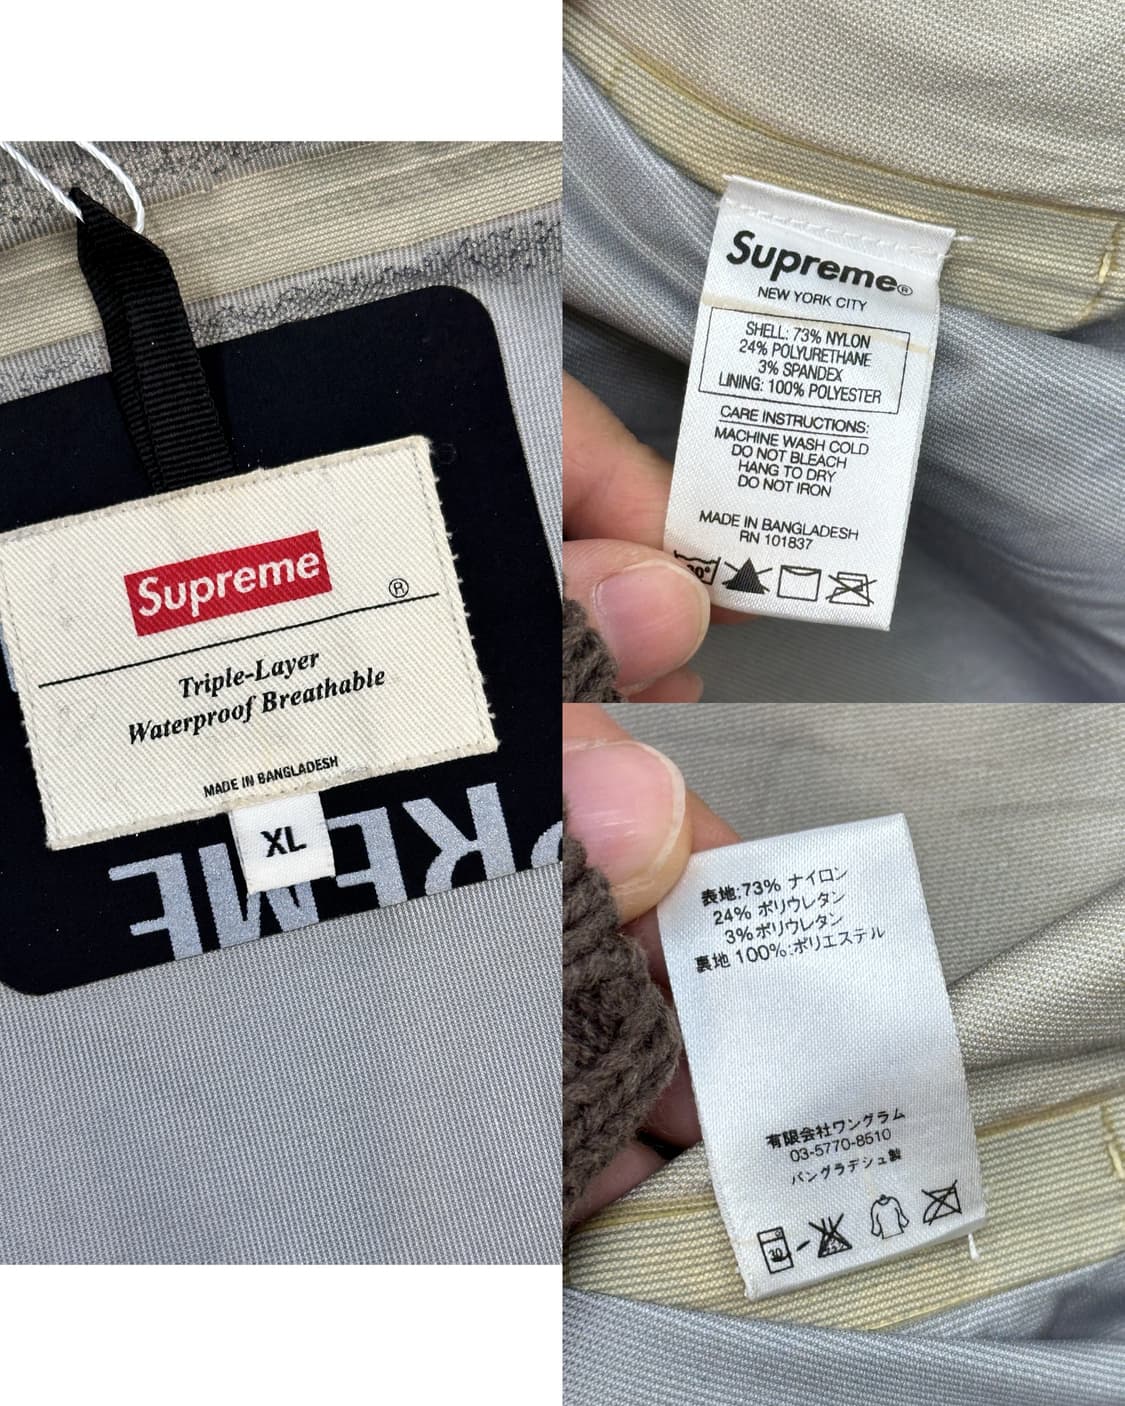 Supreme
®
Triple-Layer
Waterproof Breathable
MADE IN BANGLADESH
XL
PREME
Supreme®
NEW YORK CITY
SHELL: 73% NYLON
24% POLYURETHANE
3% SPANDEX
LINING: 100% POLYESTER
CARE INSTRUCTIONS:
MACHINE WASH COLD
DO NOT BLEACH
HANG TO DRY
DO NOT IRON
MADE IN BANGLADESH
RN 101837
30°
表地:73% ナイロン
24% ポリウレタン
3%ポリウレタン
裏地 100%:ポリエステル
有限会社ワングラム
03-5770-8510
バングラデシュ製
30